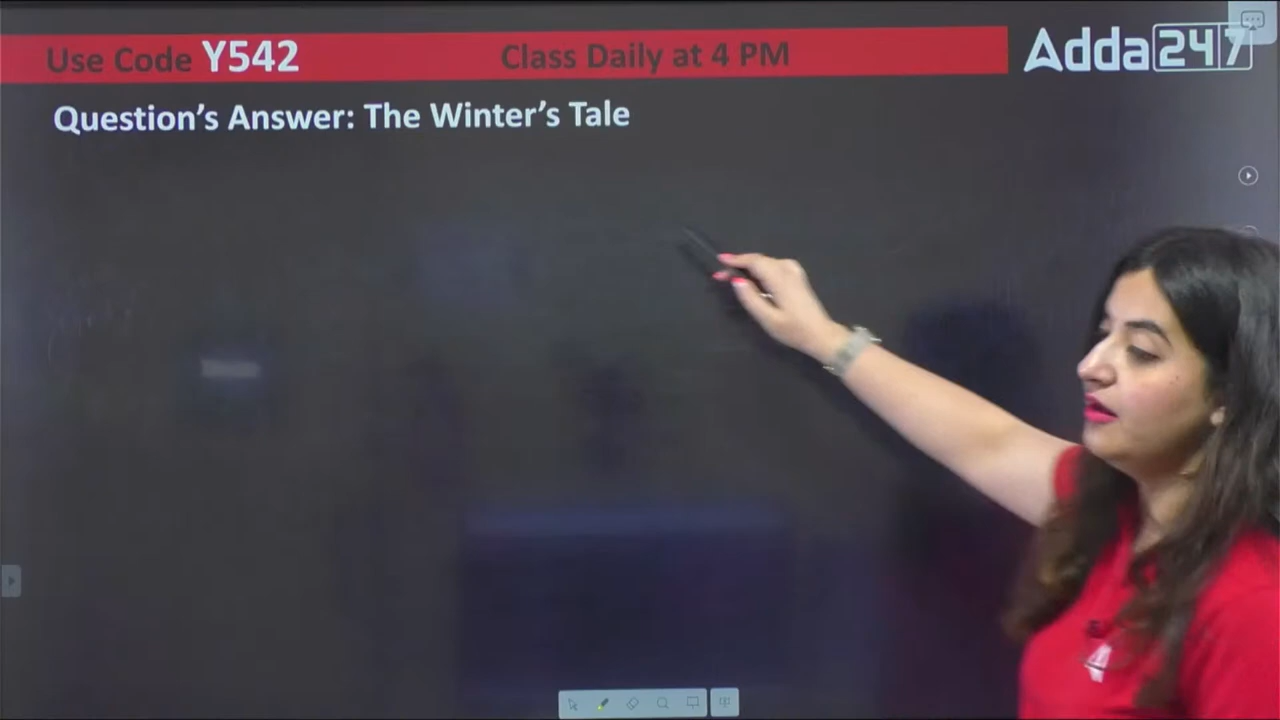 Use Code Y542 Class Daily at 4 PM
Adda247
Question's Answer: The Winter's Tale